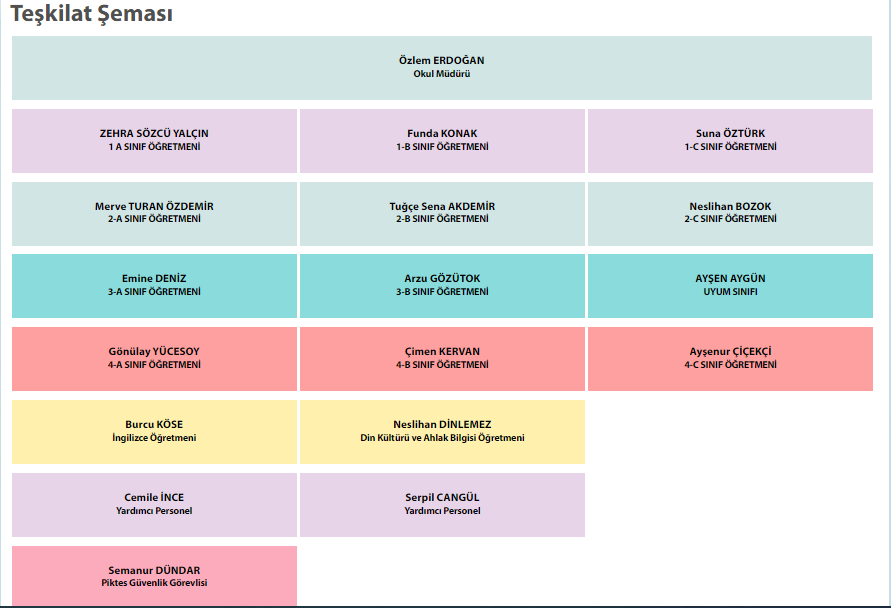 Teşkilat Şeması
Özlem ERDOĞAN
Okul Müdürü
ZEHRA SÖZCÜ YALÇIN
1 A SINIF ÖĞRETMENİ
Funda KONAK
1-B SINIF ÖĞRETMENİ
Suna ÖZTÜRK
1-C SINIF ÖĞRETMENİ
Merve TURAN ÖZDEMİR
2-A SINIF ÖĞRETMENİ
Tuğçe Sena AKDEMİR
2-B SINIF ÖĞRETMENİ
Neslihan BOZOK
2-C SINIF ÖĞRETMENİ
Emine DENİZ
3-A SINIF ÖĞRETMENİ
Arzu GÖZÜTOK
3-B SINIF ÖĞRETMENİ
AYŞEN AYGÜN
UYUM SINIFI
Gönülay YÜCESOY
4-A SINIF ÖĞRETMENİ
Çimen KERVAN
4-B SINIF ÖĞRETMENİ
Ayşenur ÇİÇEKÇİ
4-C SINIF ÖĞRETMENİ
Burcu KÖSE
İngilizce Öğretmeni
Neslihan DİNLEMEZ
Din Kültürü ve Ahlak Bilgisi Öğretmeni
Cemile İNCE
Yardımcı Personel
Serpil CANGÜL
Yardımcı Personel
Semanur DÜNDAR
Piktes Güvenlik Görevlisi